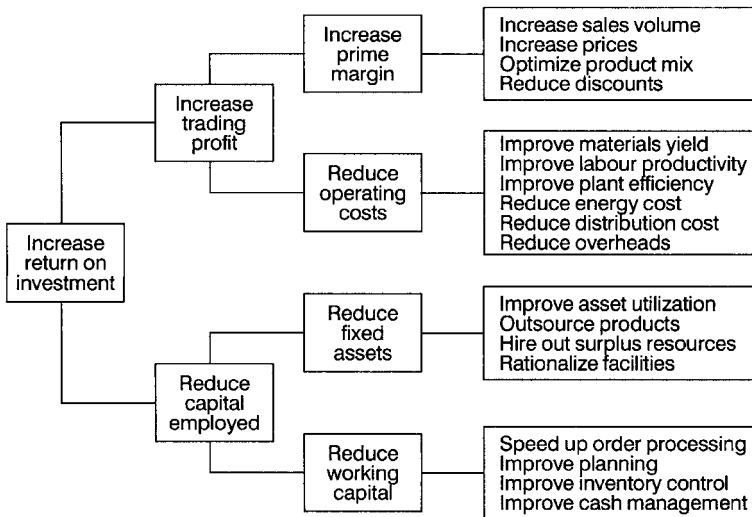 Increase
return on
investment
Increase
trading
profit
Increase
prime
margin
Increase sales volume
Increase prices
Optimize product mix
Reduce discounts
Reduce
operating
costs
Improve materials yield
Improve labour productivity
Improve plant efficiency
Reduce energy cost
Reduce distribution cost
Reduce overheads
Reduce
capital
employed
Reduce
fixed
assets
Improve asset utilization
Outsource products
Hire out surplus resources
Rationalize facilities
Reduce
working
capital
Speed up order processing
Improve planning
Improve inventory control
Improve cash management